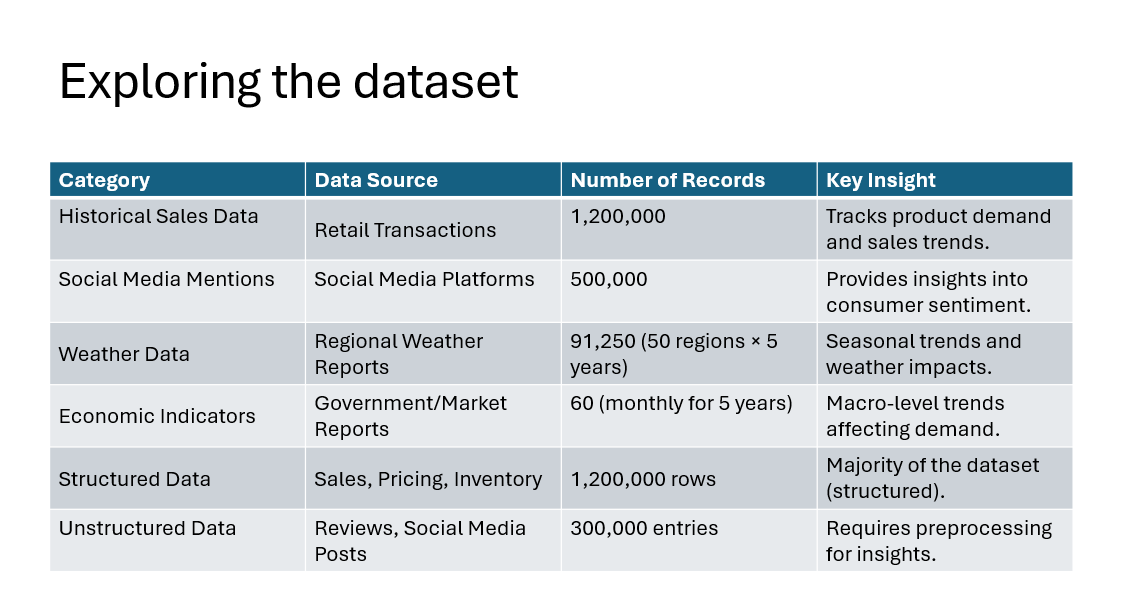 Exploring the dataset
Category
Data Source
Number of Records
Key Insight
Historical Sales Data
Retail Transactions
1,200,000
Tracks product demand
and sales trends.
Social Media Mentions
Social Media Platforms
500,000
Provides insights into
consumer sentiment.
Weather Data
Regional Weather
Reports
91,250 (50 regions × 5
years)
Seasonal trends and
weather impacts.
Economic Indicators
Government/Market
Reports
60 (monthly for 5 years)
Macro-level trends
affecting demand.
Structured Data
Sales, Pricing, Inventory
1,200,000 rows
Majority of the dataset
(structured).
Unstructured Data
Reviews, Social Media
Posts
300,000 entries
Requires preprocessing
for insights.